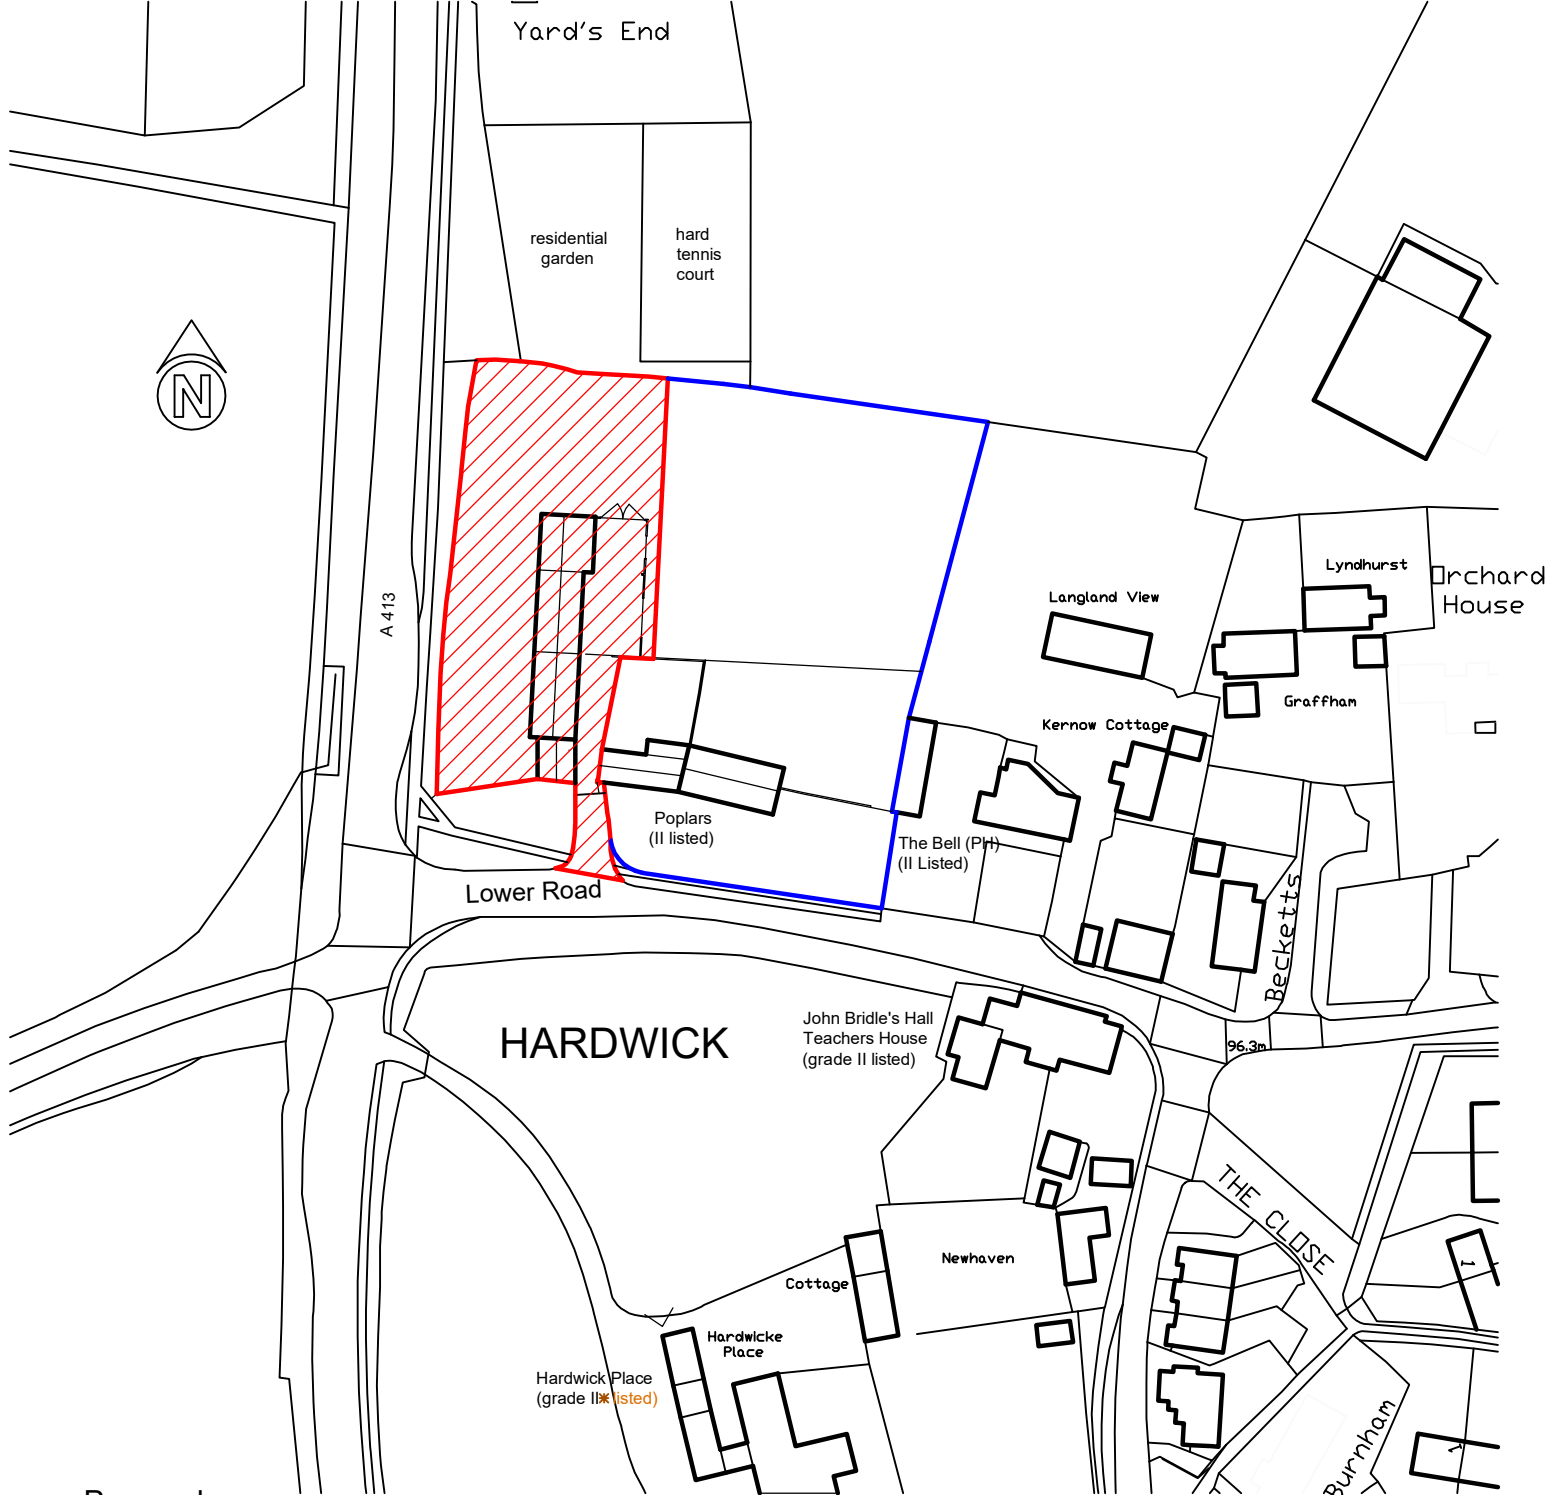 Yard's End
residential
garden
hard
tennis
court
N
A 413
Lyndhurst
Orchard
House
Langland View
Graffham
Kernow Cottage
Poplars
(II listed)
The Bell (PH)
(II Listed)
Lower Road
Becketts
HARDWICK
John Bridle's Hall
Teachers House
(grade II listed)
96.3m
THE CLOSE
Newhaven
Cottage
1
Hardwicke
Place
Hardwick Place
(grade II* listed)
Burnham
1